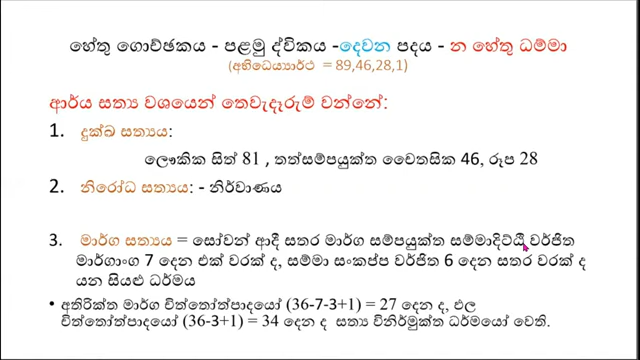 හේතු ගොච්ඡකය - පළමු ද්විකය -දෙවන පදය - න හේතු ධම්මා
(අභිධෙය්‍යාර්ථ = 89,46,28,1)
ආර්ය සත්‍ය වශයෙන් තෙවැදෑරුම් වන්නේ:
1. දුක්ඛ සත්‍යය:
ලෞකික සිත් 81 , තත්සම්පයුක්ත චෛතසික 46, රූප 28
2. නිරෝධ සත්‍යය: - නිර්වාණය
3. මාර්ග සත්‍යය = සෝවන් ආදී සතර මාර්ග සම්පයුක්ත සම්මාදිට්ඨි වර්ජිත
මාර්ගාංග 7 දෙන එක් වරක් ද, සම්මා සංකප්ප වර්ජිත 6 දෙන සතර වරක් ද
යන සියළු ධර්මය
• අතිරික්ත මාර්ග චිත්තෝත්පාදයෝ (36-7-3+1) = 27 දෙන ද, ඵල
චිත්තෝත්පාදයෝ (36-3+1) = 34 දෙන ද සත්‍ය විනිර්මුක්ත ධර්මයෝ වෙති.